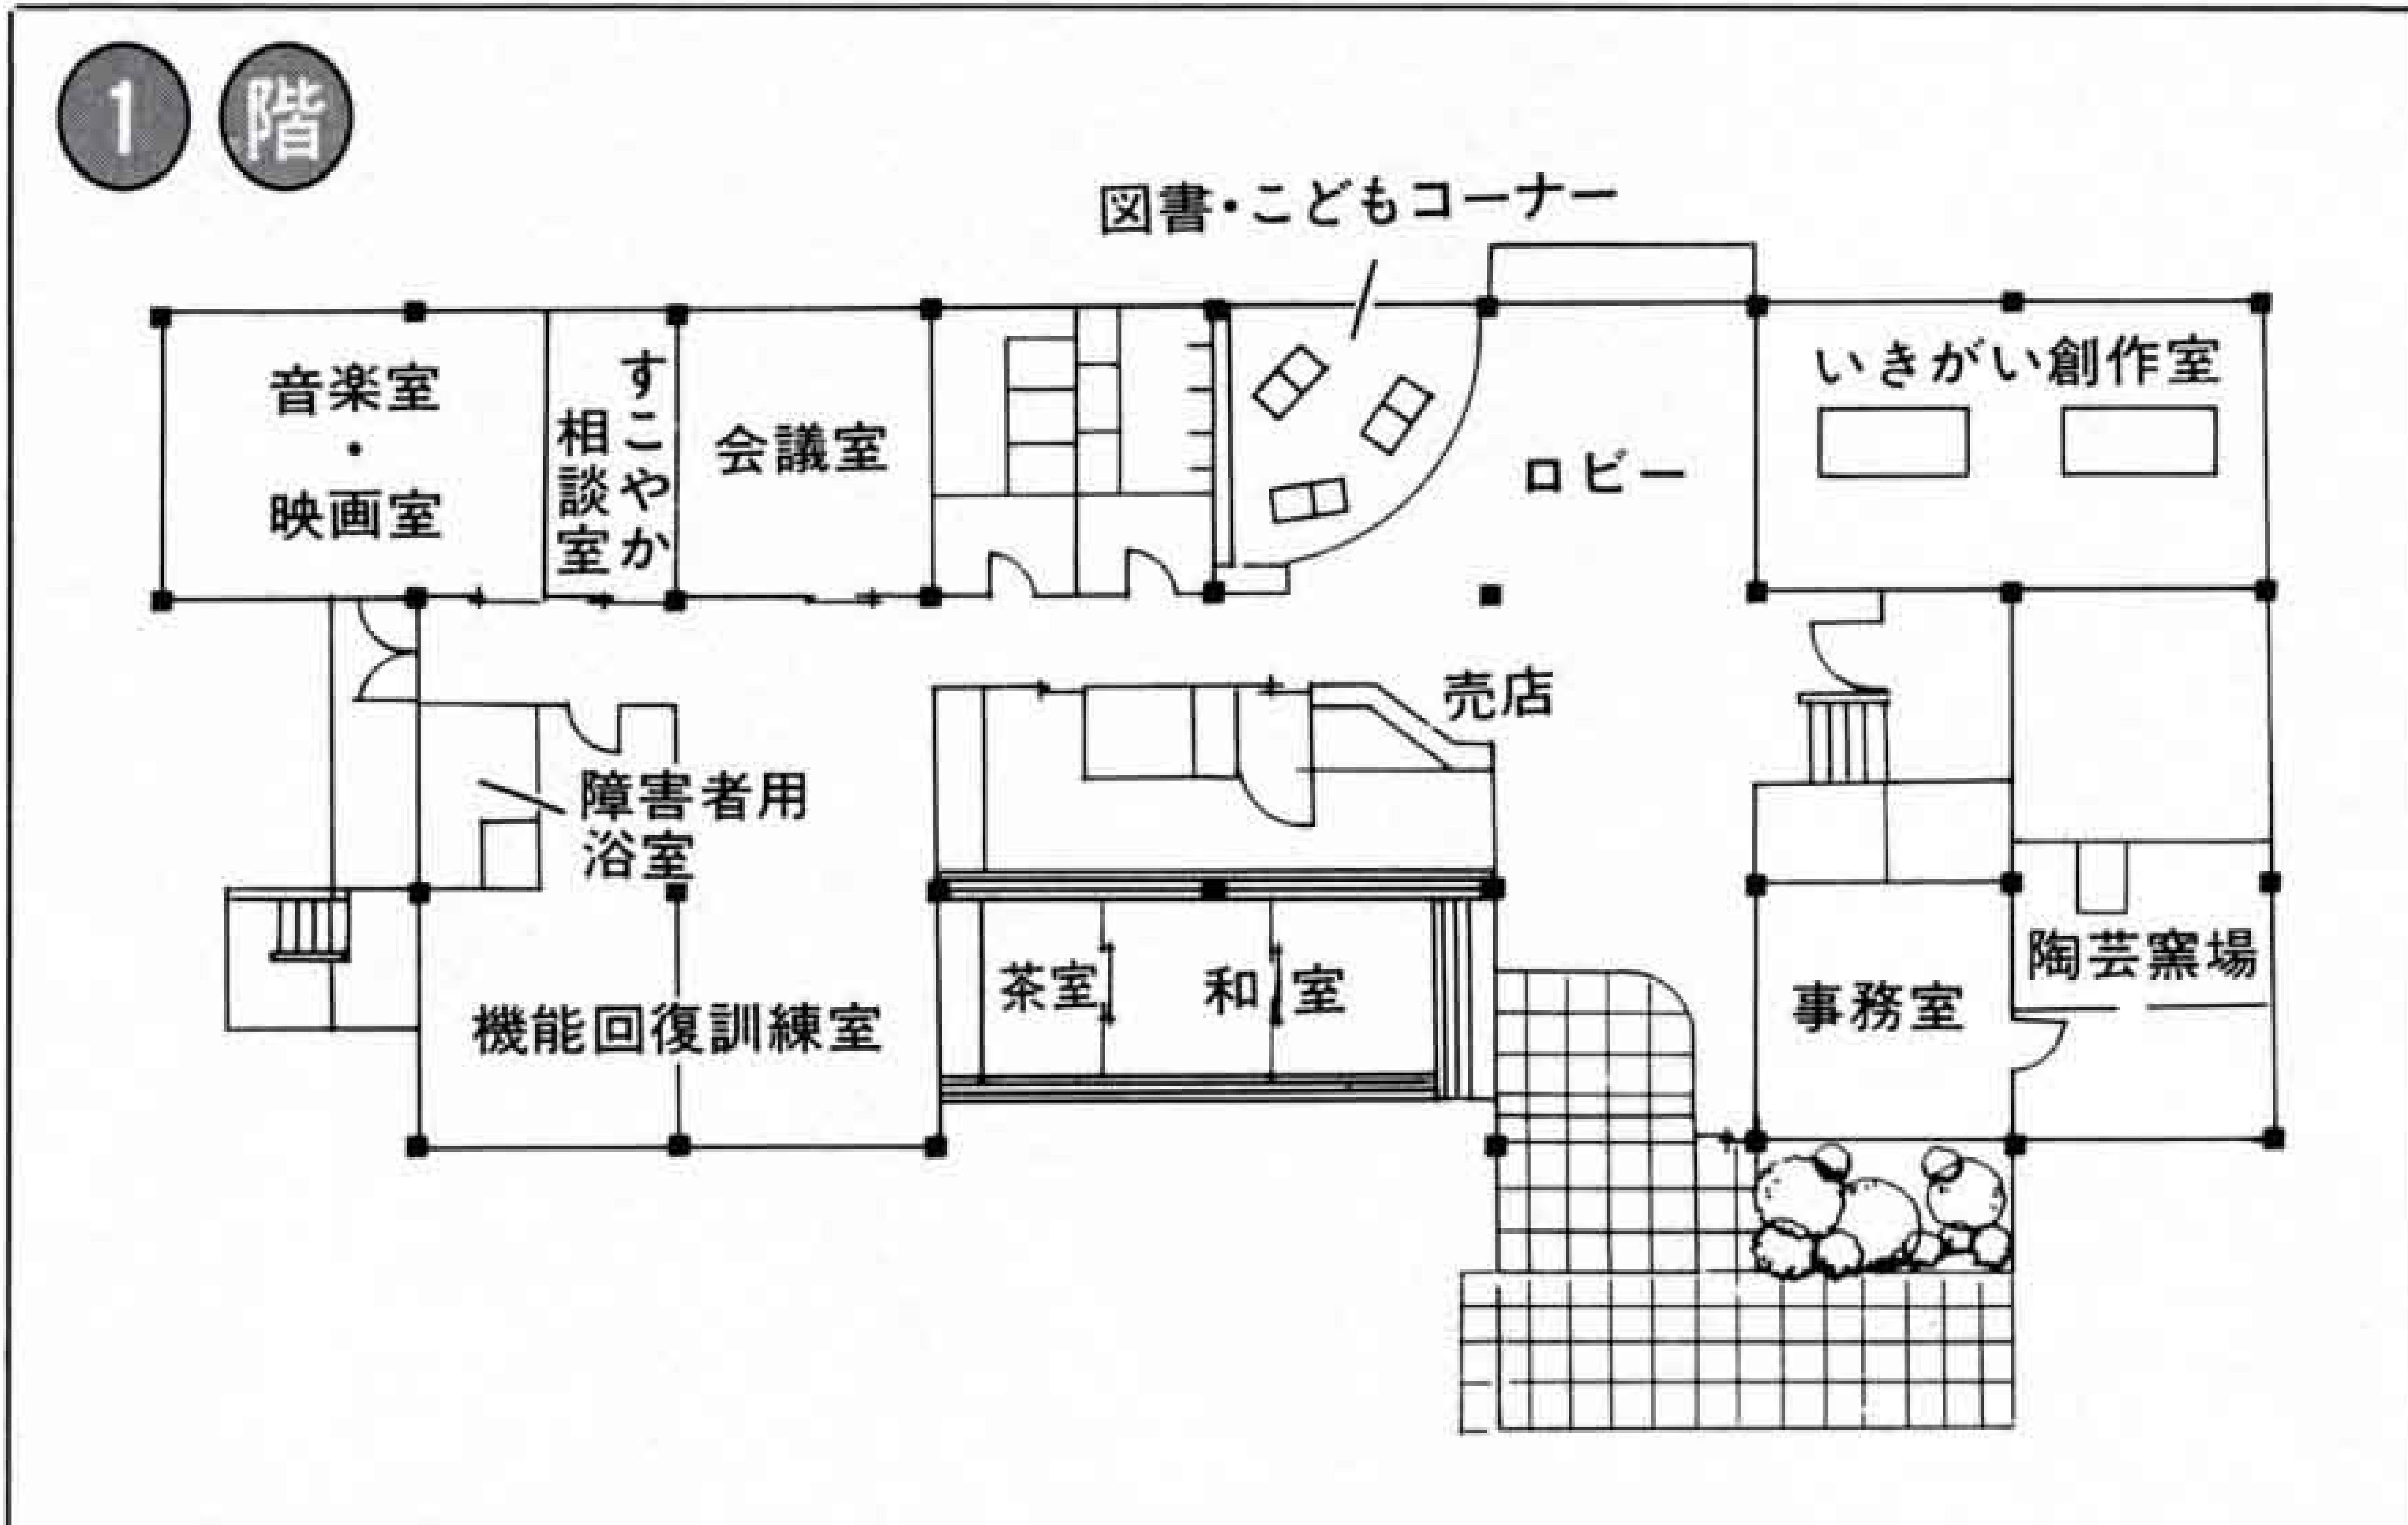 1階
図書・こどもコーナー
音楽室
・
映画室
すこやか
相談室
会議室
ロビー
いきがい創作室
売店
障害者用
浴室
機能回復訓練室
茶室
和室
事務室
陶芸窯場